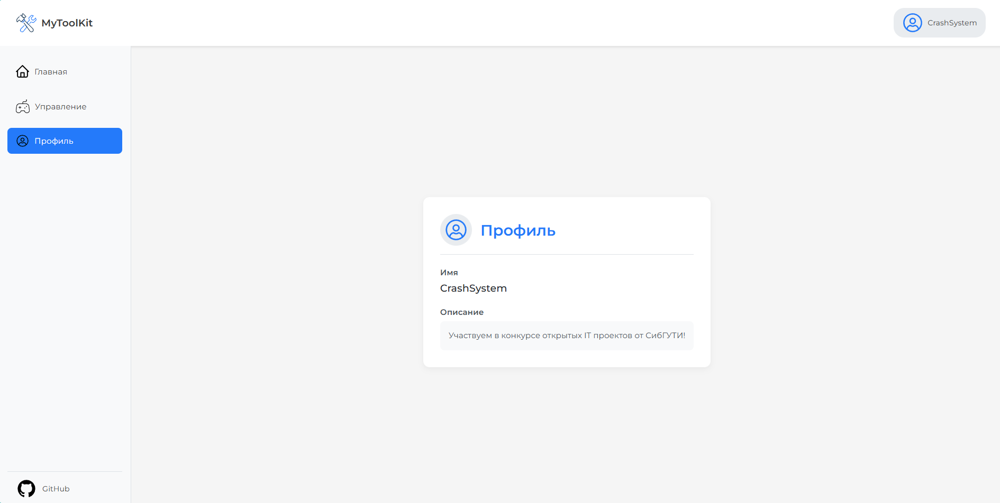 MyToolKit
CrashSystem
Главная
Управление
Профиль
Профиль
Имя
CrashSystem
Описание
Участвуем в конкурсе открытых IT проектов от СибГУТИ!
GitHub